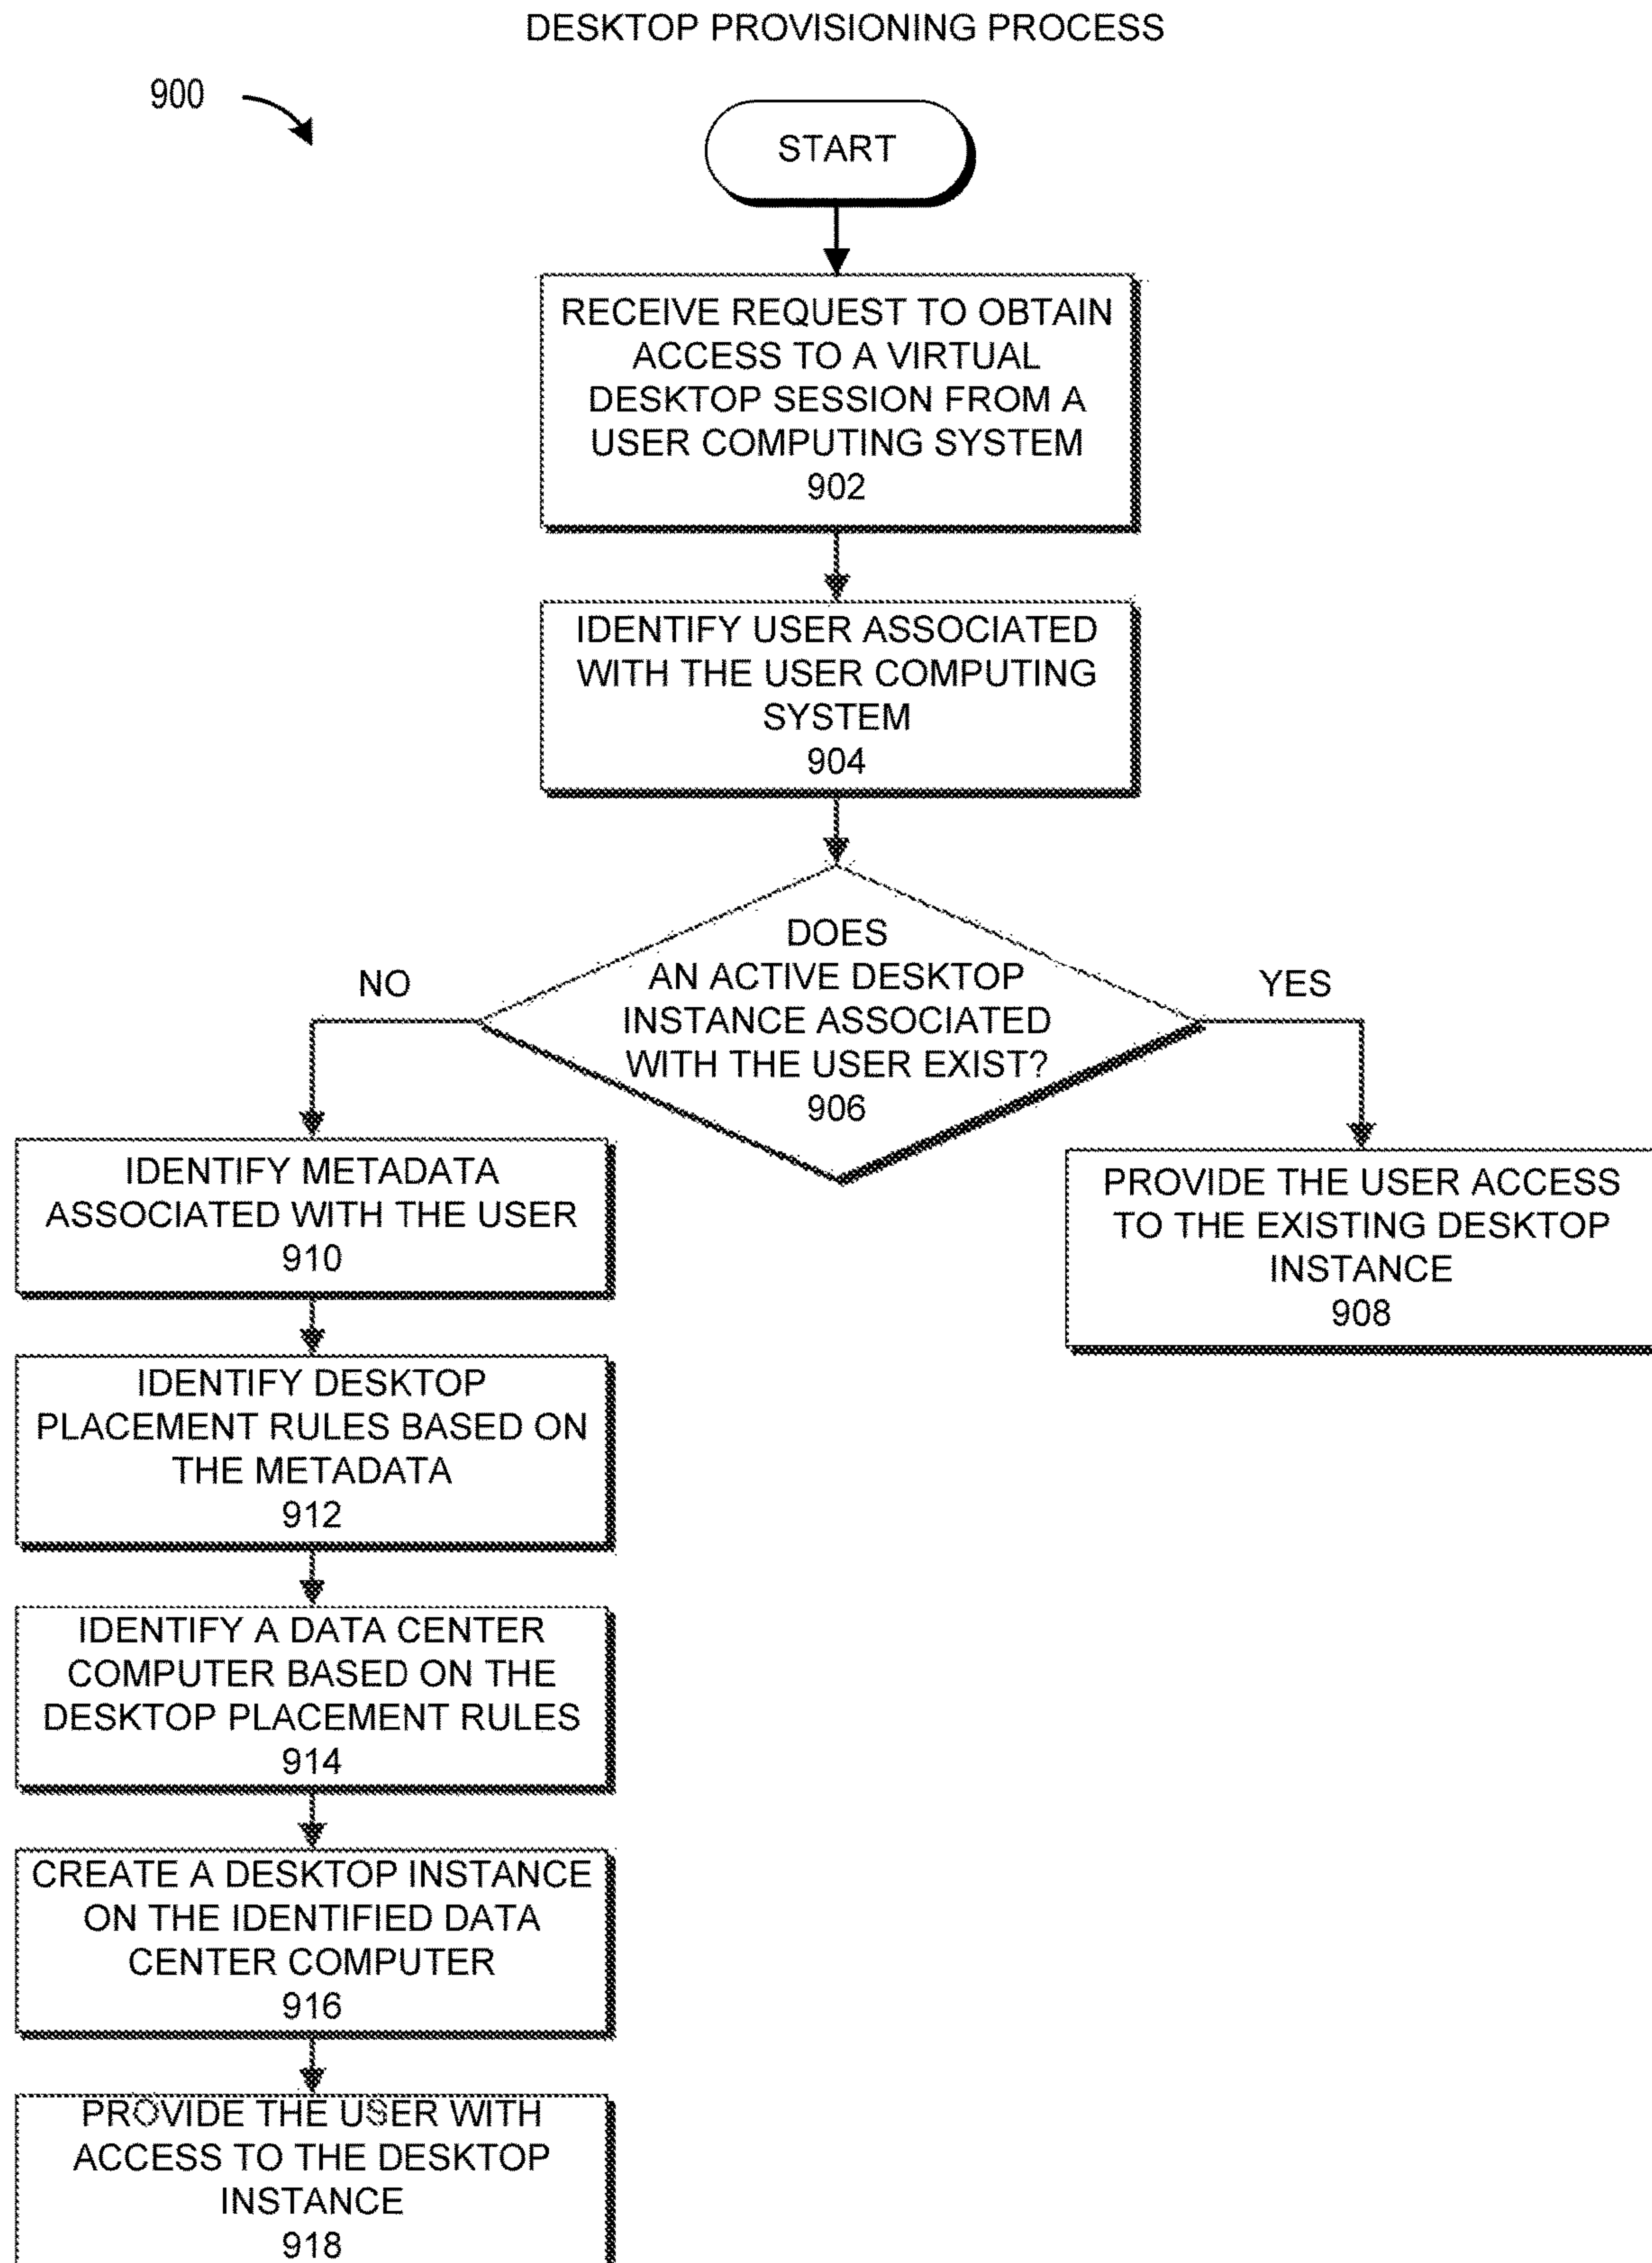 DESKTOP PROVISIONING PROCESS
900
START
RECEIVE REQUEST TO OBTAIN
ACCESS TO A VIRTUAL
DESKTOP SESSION FROM A
USER COMPUTING SYSTEM
902
IDENTIFY USER ASSOCIATED
WITH THE USER COMPUTING
SYSTEM
904
DOES
AN ACTIVE DESKTOP
INSTANCE ASSOCIATED
WITH THE USER EXIST?
906
NO
YES
IDENTIFY METADATA
ASSOCIATED WITH THE USER
910
PROVIDE THE USER ACCESS
TO THE EXISTING DESKTOP
INSTANCE
908
IDENTIFY DESKTOP
PLACEMENT RULES BASED ON
THE METADATA
912
IDENTIFY A DATA CENTER
COMPUTER BASED ON THE
DESKTOP PLACEMENT RULES
914
CREATE A DESKTOP INSTANCE
ON THE IDENTIFIED DATA
CENTER COMPUTER
916
PROVIDE THE USER WITH
ACCESS TO THE DESKTOP
INSTANCE
918